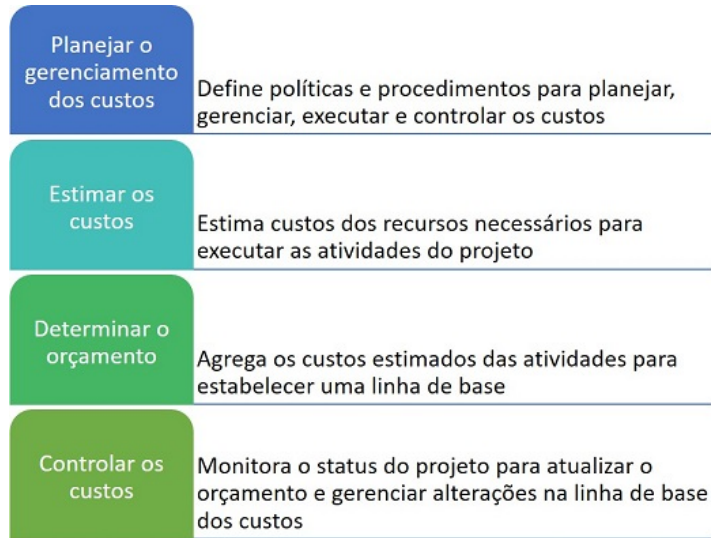 Planejar o
gerenciamento
dos custos
Define políticas e procedimentos para planejar,
gerenciar, executar e controlar os custos
Estimar os
custos
Estima custos dos recursos necessários para
executar as atividades do projeto
Determinar o
orçamento
Agrega os custos estimados das atividades para
estabelecer uma linha de base
Controlar os
custos
Monitora o status do projeto para atualizar o
orçamento e gerenciar alterações na linha de base
dos custos